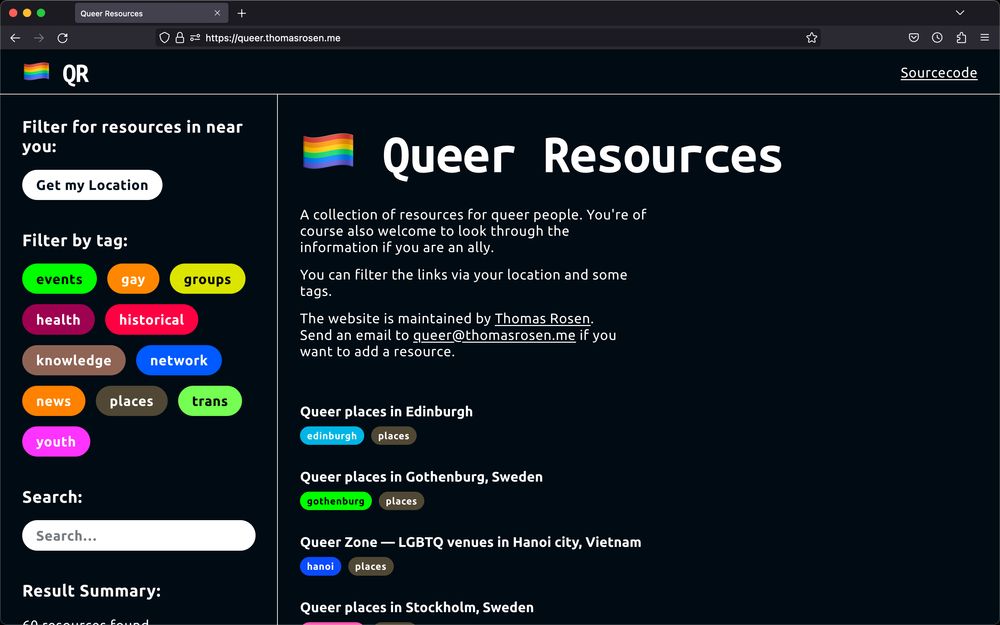 Queer Resources
https://queer.thomasrosen.me
QR
Sourcecode
Filter for resources in near
you:
Get my Location
Filter by tag:
events gay groups
health historical
knowledge network
news places trans
youth
Search:
Search...
Result Summary:
60 resources found
Queer Resources
A collection of resources for queer people. You're of
course also welcome to look through the
information if you are an ally.
You can filter the links via your location and some
tags.
The website is maintained by Thomas Rosen.
Send an email to queer@thomasrosen.me if you
want to add a resource.
Queer places in Edinburgh
edinburgh places
Queer places in Gothenburg, Sweden
gothenburg places
Queer Zone — LGBTQ venues in Hanoi city, Vietnam
hanoi places
Queer places in Stockholm, Sweden